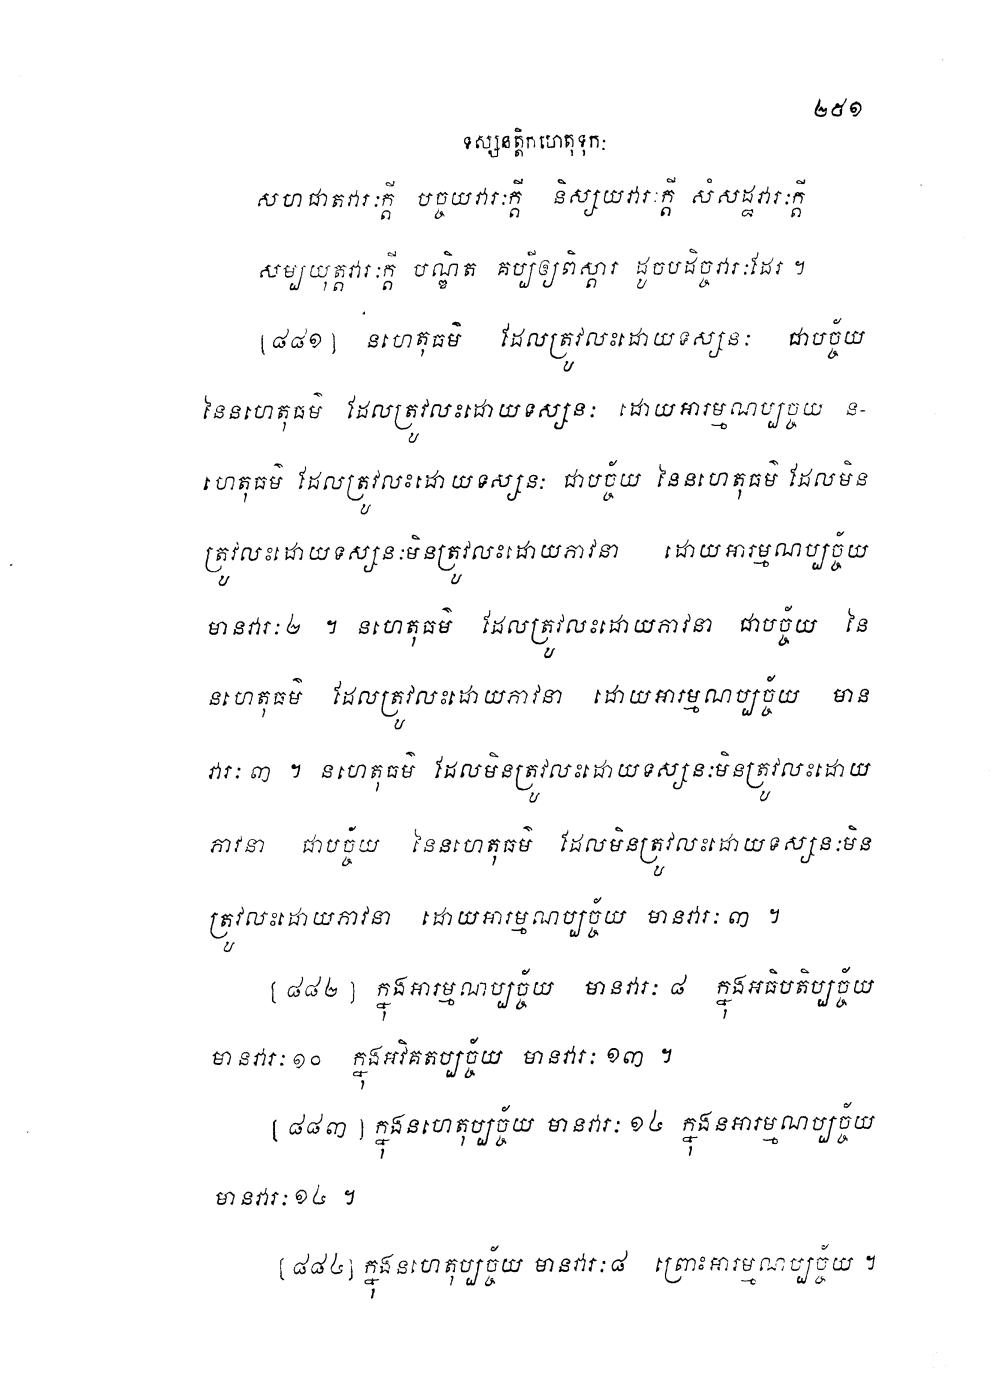 ២៥១
ទស្សនត្តិកហេតុទុក:
សហជាតវារ:ក្តី បច្ចយវារ:ក្តី និស្សយវារ:ក្តី សំសដ្ឋវារ:ក្តី
សម្បយុត្តវារ:ក្តី បណ្ឌិត គប្បីឲ្យពិស្តារ ដូចបដិច្ចវារ:ដែរ ។
[៨៨១] នហេតុធម៌ ដែលត្រូវលះដោយទស្សន: ជាបច្ច័យ
នៃនហេតុធម៌ ដែលត្រូវលះដោយទស្សន: ដោយអារម្មណប្បច្ចយ ន-
ហេតុធម៌ ដែលត្រូវលះដោយទស្សន: ជាបច្ច័យ នៃនហេតុធម៌ ដែលមិន
ត្រូវលះដោយទស្សន:មិនត្រូវលះដោយភាវនា ដោយអារម្មណប្បច្ច័យ
មានវារ:២ ។ នហេតុធម៌ ដែលត្រូវលះដោយភាវនា ជាបច្ច័យ នៃ
នហេតុធម៌ ដែលត្រូវលះដោយភាវនា ដោយអារម្មណប្បច្ច័យ មាន
វារ: ៣ ។ នហេតុធម៌ ដែលមិនត្រូវលះដោយទស្សន:មិនត្រូវលះដោយ
ភាវនា ជាបច្ច័យ នៃនហេតុធម៌ ដែលមិនត្រូវលះដោយទស្សន:មិន
ត្រូវលះដោយភាវនា ដោយអារម្មណប្បច្ច័យ មានវារ: ៣ ។
[៨៨២] ក្នុងអារម្មណប្បច្ច័យ មានវារ: ៨ ក្នុងអធិបតិប្បច្ច័យ
មានវារ: ១០ ក្នុងអវិគតប្បច្ច័យ មានវារ: ១៣ ។
[៨៨៣] ក្នុងនហេតុប្បច្ច័យ មានវារ: ១៤ ក្នុងនអារម្មណប្បច្ច័យ
មានវារ: ១៤ ។
[៨៨៤] ក្នុងនហេតុប្បច្ច័យ មានវារ:៨ ព្រោះអារម្មណប្បច្ច័យ ។